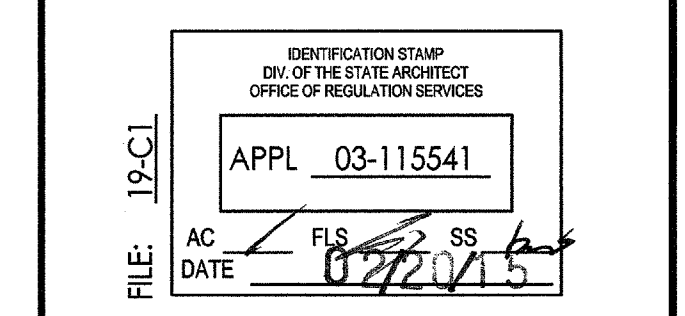 IDENTIFICATION STAMP
DIV. OF THE STATE ARCHITECT
OFFICE OF REGULATION SERVICES
APPL 03-115541
AC FLS SS
DATE 02/20/15
FILE: 19-C1